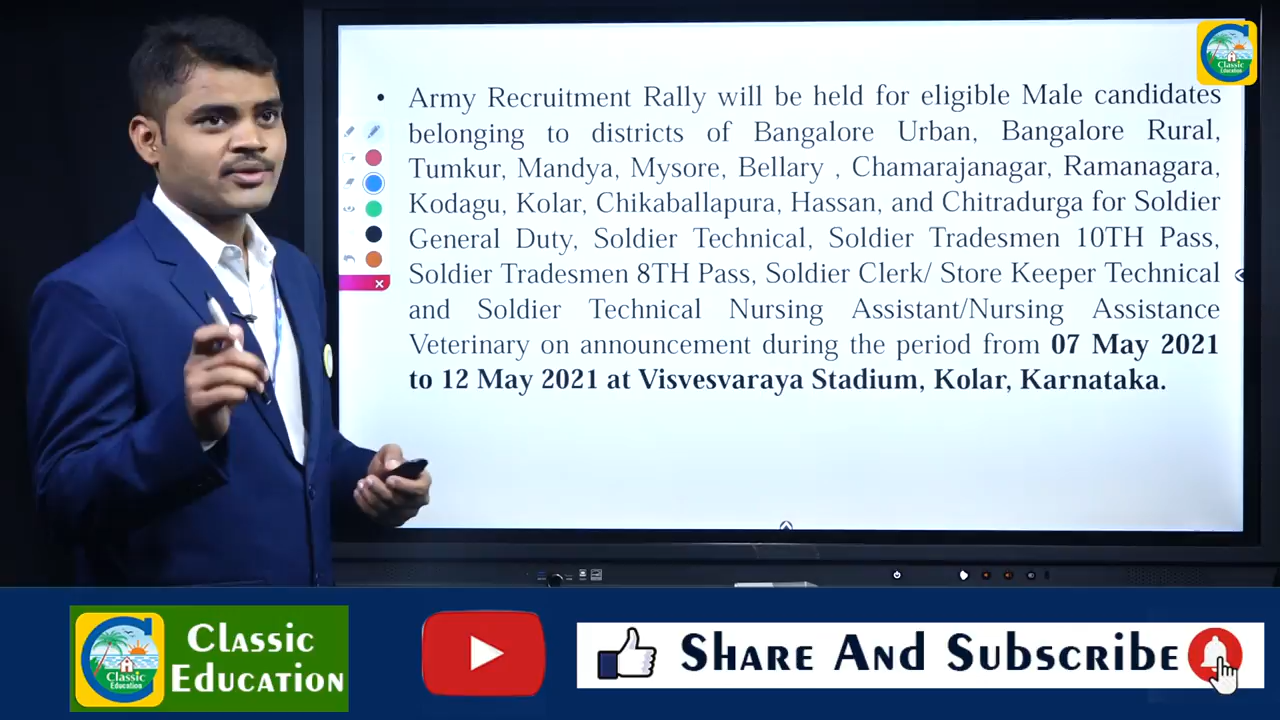 Classic
Education
• Army Recruitment Rally will be held for eligible Male candidates
belonging to districts of Bangalore Urban, Bangalore Rural,
Tumkur, Mandya, Mysore, Bellary , Chamarajanagar, Ramanagara,
Kodagu, Kolar, Chikaballapura, Hassan, and Chitradurga for Soldier
General Duty, Soldier Technical, Soldier Tradesmen 10TH Pass,
Soldier Tradesmen 8TH Pass, Soldier Clerk/ Store Keeper Technical
and Soldier Technical Nursing Assistant/Nursing Assistance
Veterinary on announcement during the period from 07 May 2021
to 12 May 2021 at Visvesvaraya Stadium, Kolar, Karnataka.
Classic
Education
Classic
Education
Share And Subscribe